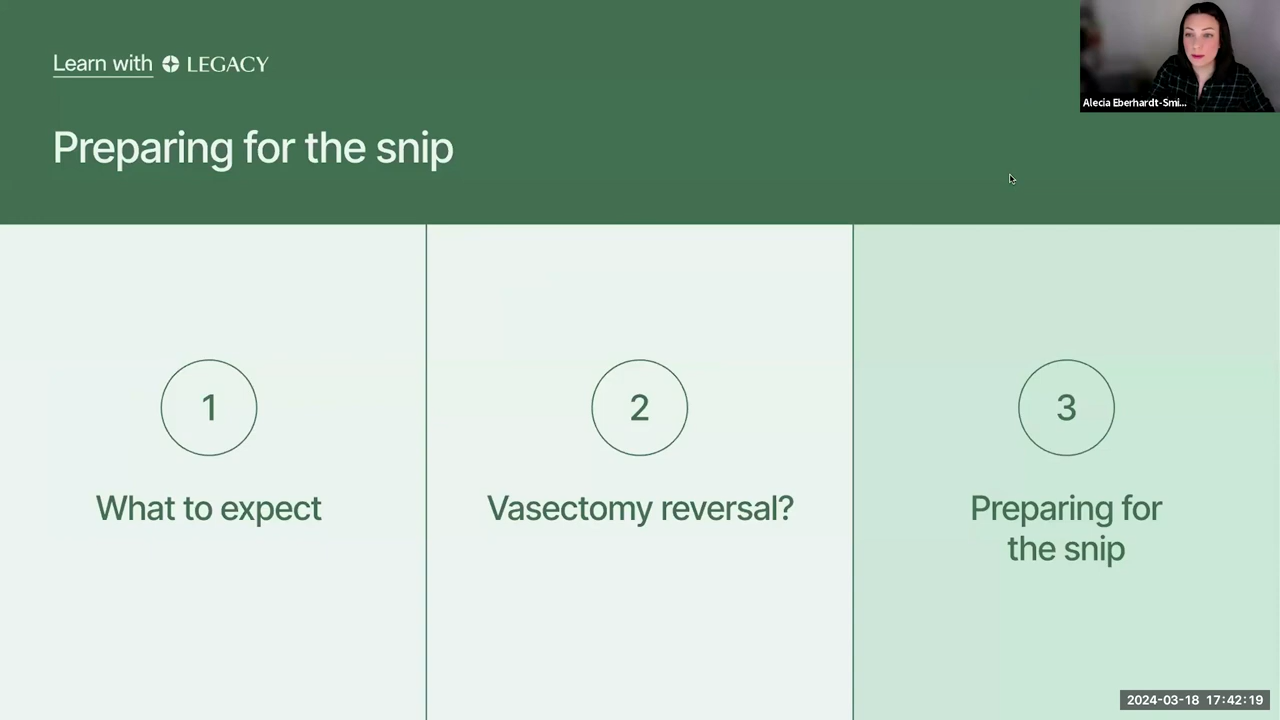 Learn with LEGACY
Alecia Eberhardt-Smi...
Preparing for the snip
1
What to expect
2
Vasectomy reversal?
3
Preparing for
the snip
2024-03-18 17:42:19